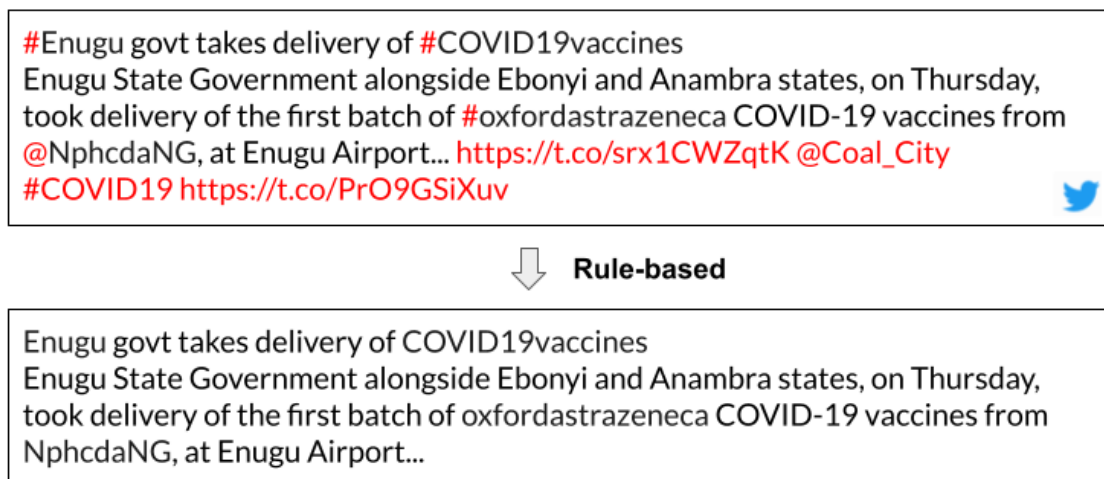 #Enugu govt takes delivery of #COVID19vaccines
Enugu State Government alongside Ebonyi and Anambra states, on Thursday,
took delivery of the first batch of #oxfordastrazeneca COVID-19 vaccines from
@NphcdaNG, at Enugu Airport... https://t.co/srx1CWZqtK @Coal_City
#COVID19 https://t.co/PrO9GSiXuv
Rule-based
Enugu govt takes delivery of COVID19vaccines
Enugu State Government alongside Ebonyi and Anambra states, on Thursday,
took delivery of the first batch of oxfordastrazeneca COVID-19 vaccines from
NphcdaNG, at Enugu Airport...